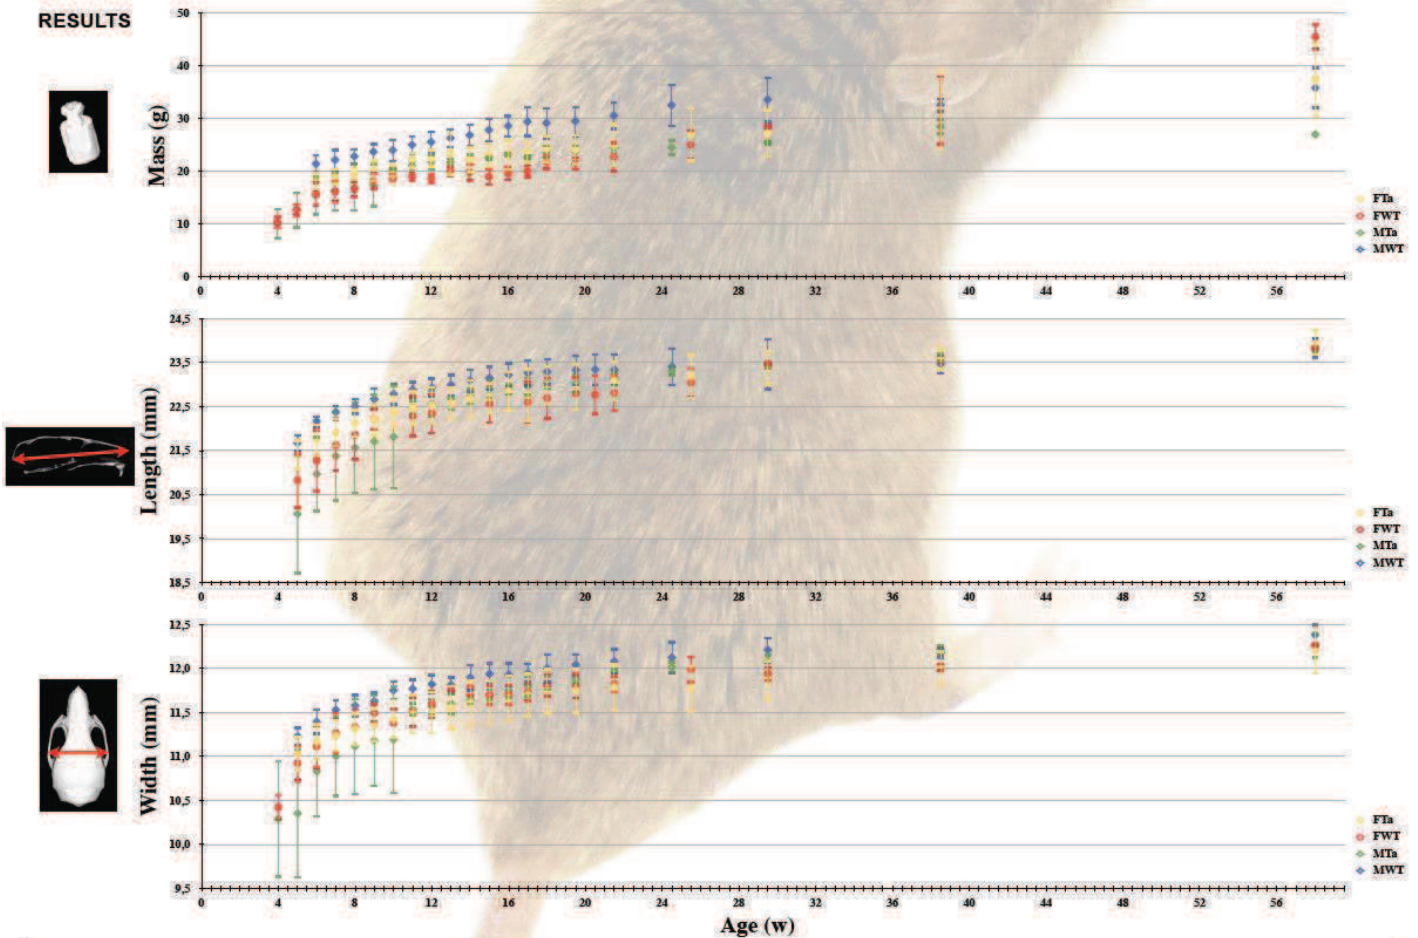 RESULTS
Mass (g)
50
40
30
20
10
0
0 4 8 12 16 20 24 28 32 36 40 44 48 52 56
FTa
FWT
MTa
MWT
Length (mm)
24,5
23,5
22,5
21,5
20,5
19,5
18,5
0 4 8 12 16 20 24 28 32 36 40 44 48 52 56
FTa
FWT
MTa
MWT
Width (mm)
12,5
12,0
11,5
11,0
10,5
10,0
9,5
0 4 8 12 16 20 24 28 32 36 40 44 48 52 56
FTa
FWT
MTa
MWT
Age (w)